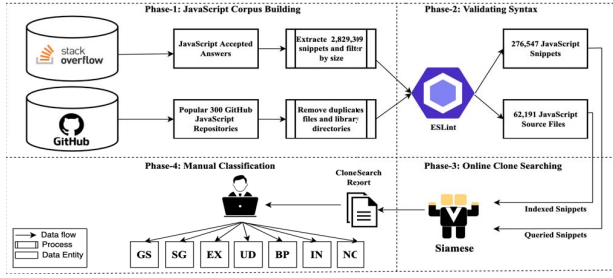 Phase-1: JavaScript Corpus Building
Phase-2: Validating Syntax
stack
overflow
JavaScript Accepted
Answers
Extracte 2,829,399
snippets and filter
by size
276,547 JavaScript
Snippets
GitHub
Popular 300 GitHub
JavaScript
Repositories
Remove duplicates
files and library
directories
ESLint
62,191 JavaScript
Source Files
Phase-4: Manual Classification
Phase-3: Online Clone Searching
CloneSearch
Report
Indexed Snippets
Queried Snippets
Siamese
Data flow
Process
Data Entity
GS
SG
EX
UD
BP
IN
NC